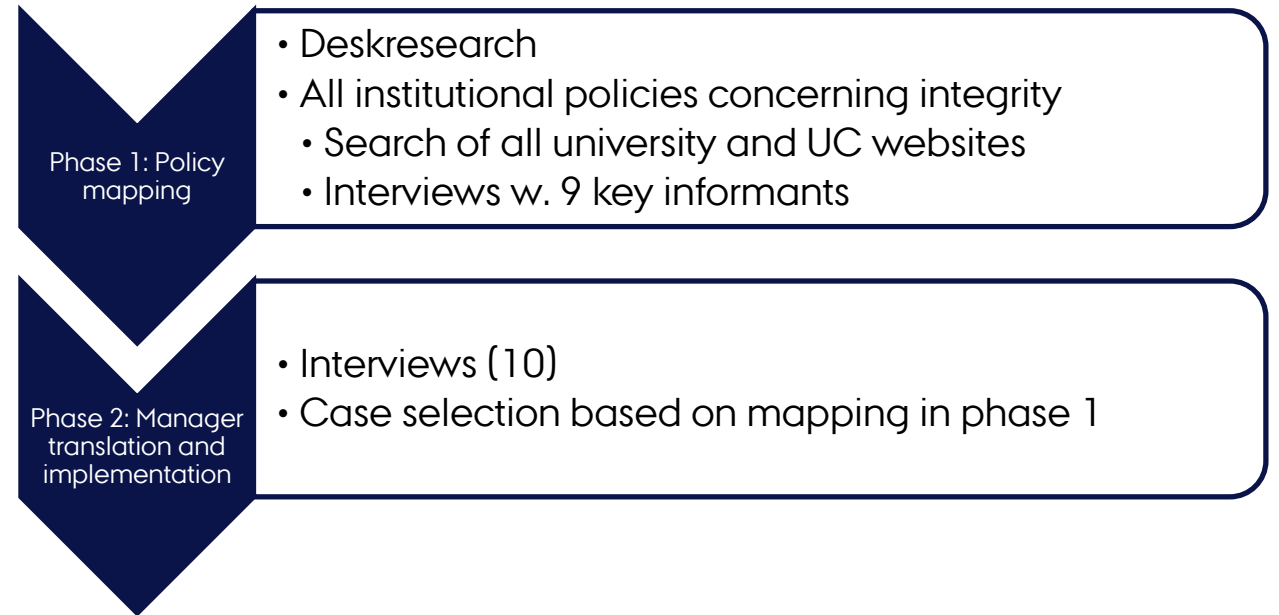 Phase 1: Policy
mapping
• Deskresearch
• All institutional policies concerning integrity
• Search of all university and UC websites
• Interviews w. 9 key informants
Phase 2: Manager
translation and
implementation
• Interviews (10)
• Case selection based on mapping in phase 1